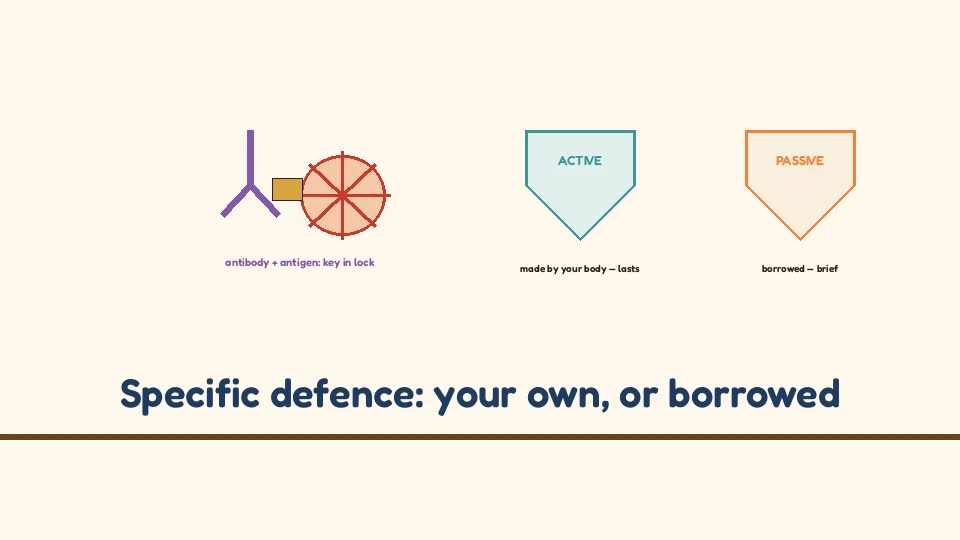 ACTIVE
PASSIVE
antibody + antigen: key in lock
made by your body – lasts
borrowed – brief
Specific defence: your own, or borrowed